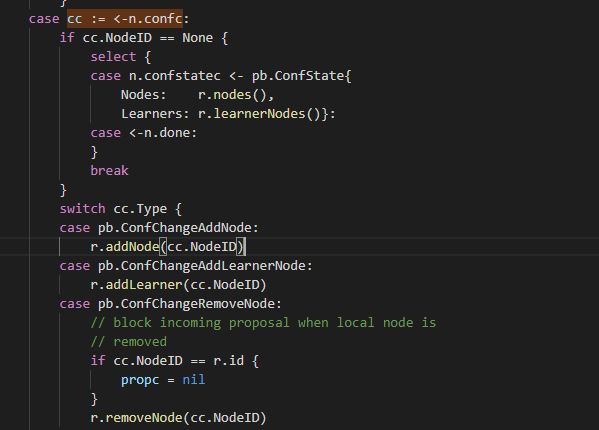 }
case cc := <-n.confc:
if cc.NodeID == None {
select {
case n.confstatec <- pb.ConfState{
Nodes:    r.nodes(),
Learners: r.learnerNodes()}:
case <-n.done:
}
break
}
switch cc.Type {
case pb.ConfChangeAddNode:
r.addNode(cc.NodeID)
case pb.ConfChangeAddLearnerNode:
r.addLearner(cc.NodeID)
case pb.ConfChangeRemoveNode:
// block incoming proposal when local node is
// removed
if cc.NodeID == r.id {
propc = nil
}
r.removeNode(cc.NodeID)